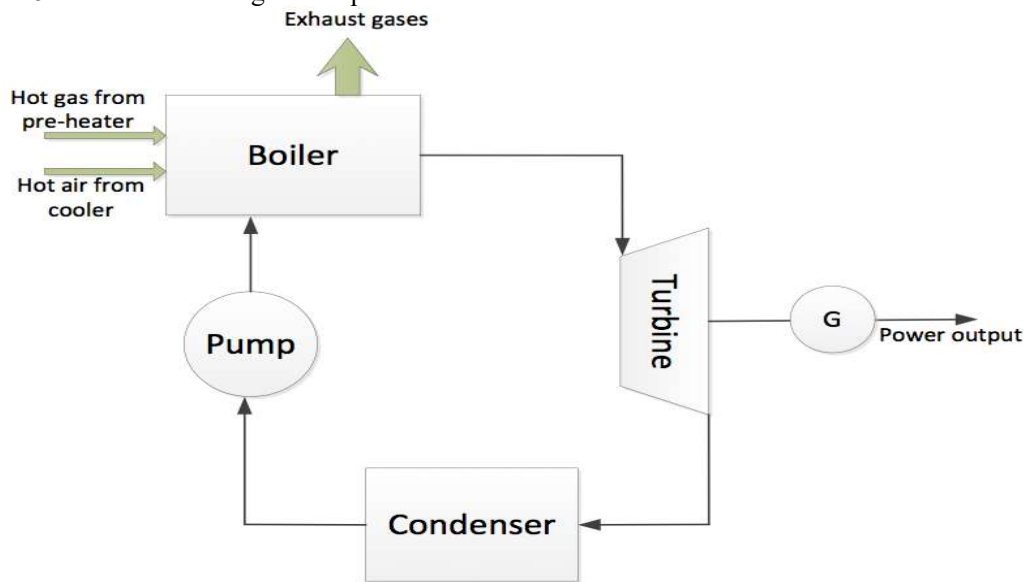 Exhaust gases
Hot gas from
pre-heater
Boiler
Hot air from
cooler
Turbine
Pump
G
Power output
Condenser